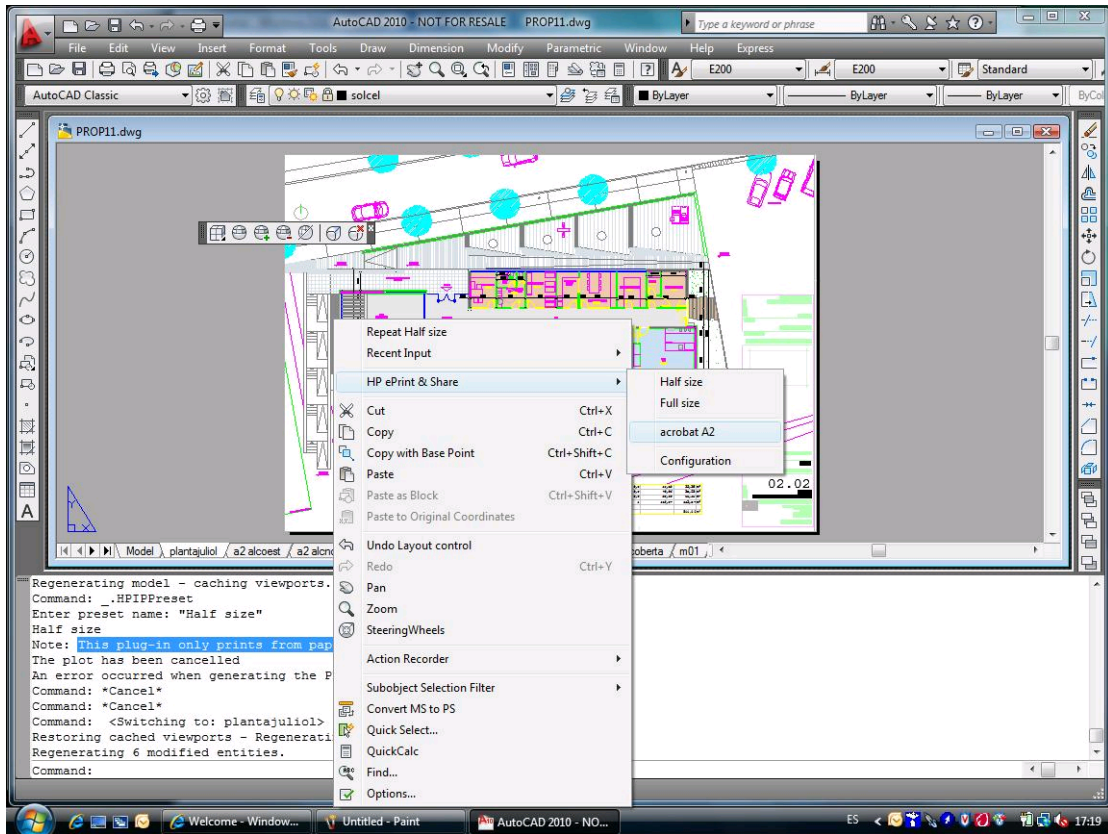 AutoCAD 2010 - NOT FOR RESALE PROP11.dwg
Type a keyword or phrase
File Edit View Insert Format Tools Draw Dimension Modify Parametric Window Help Express
E200 E200 Standard
AutoCAD Classic solcel ByLayer ByLayer ByLayer ByCol
PROP11.dwg
Repeat Half size
Recent Input
HP ePrint & Share
Cut Ctrl+X
Copy Ctrl+C
Copy with Base Point Ctrl+Shift+C
Paste Ctrl+V
Paste as Block Ctrl+Shift+V
Paste to Original Coordinates
Undo Layout control
Redo Ctrl+Y
Pan
Zoom
SteeringWheels
Action Recorder
Subobject Selection Filter
Convert MS to PS
Quick Select...
QuickCalc
Find...
Options...
Half size
Full size
acrobat A2
Configuration
02.02
Model plantajuliol a2 alcoest a2 alcno coberta m01
Regenerating model - caching viewports.
Command: _.HPIPPreset
Enter preset name: "Half size"
Half size
Note: This plug-in only prints from pap
The plot has been cancelled
An error occurred when generating the P
Command: *Cancel*
Command: *Cancel*
Command: <Switching to: plantajuliol>
Restoring cached viewports - Regenerati
Regenerating 6 modified entities.
Command:
Welcome - Window... Untitled - Paint AutoCAD 2010 - NO... ES 17:19